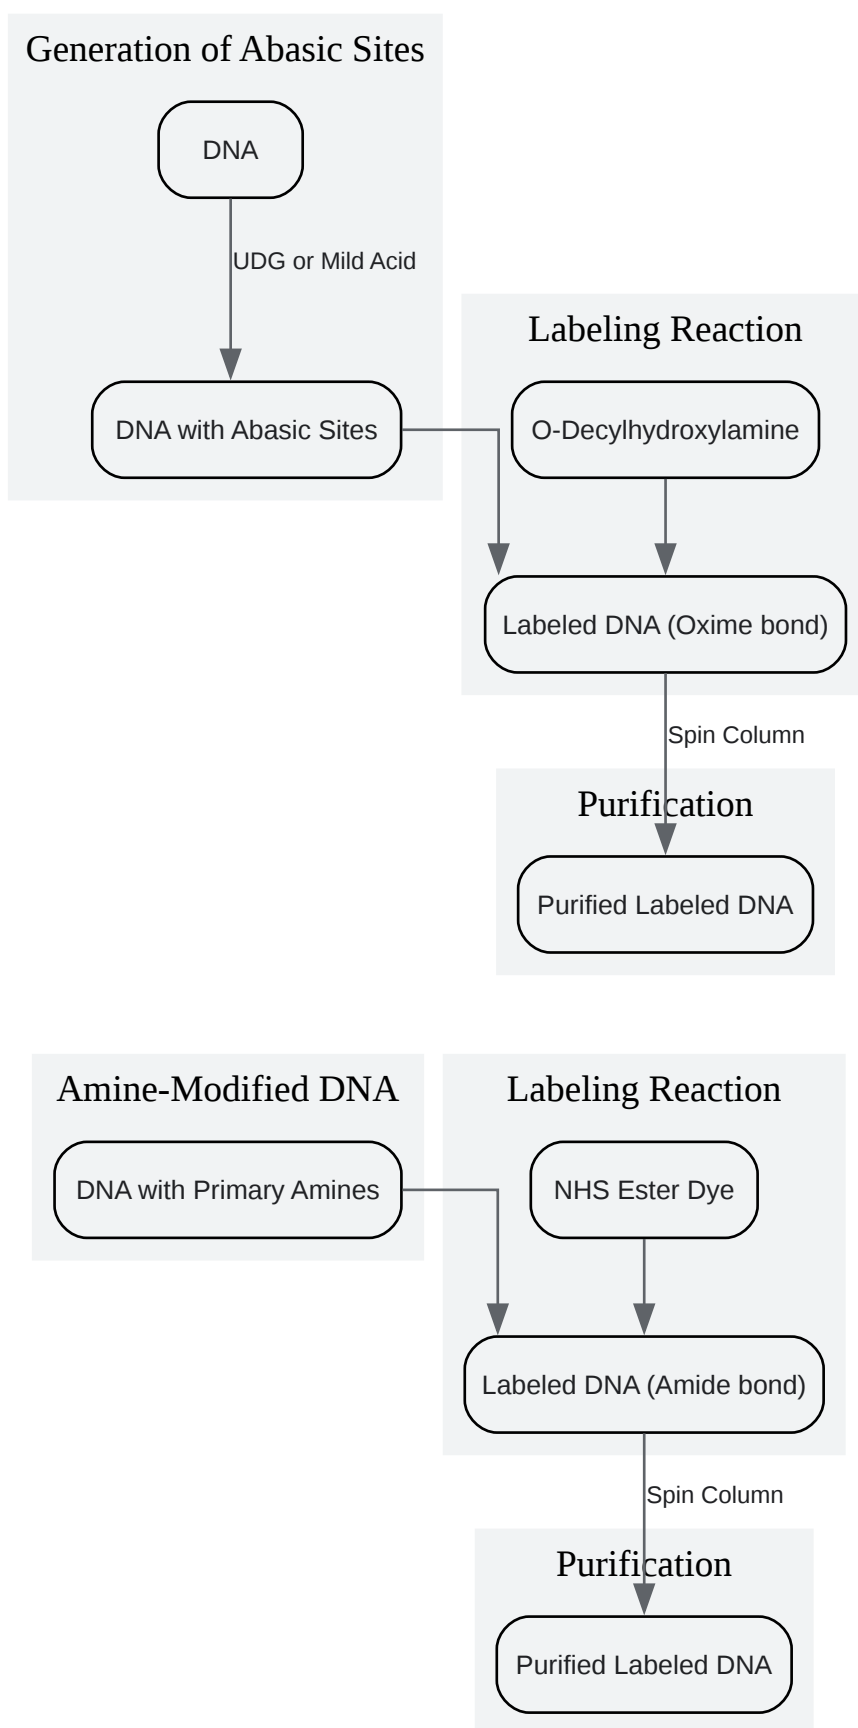 Generation of Abasic Sites
DNA
UDG or Mild Acid
DNA with Abasic Sites
Labeling Reaction
O-Decylhydroxylamine
Labeled DNA (Oxime bond)
Spin Column
Purification
Purified Labeled DNA
Amine-Modified DNA
DNA with Primary Amines
Labeling Reaction
NHS Ester Dye
Labeled DNA (Amide bond)
Spin Column
Purification
Purified Labeled DNA